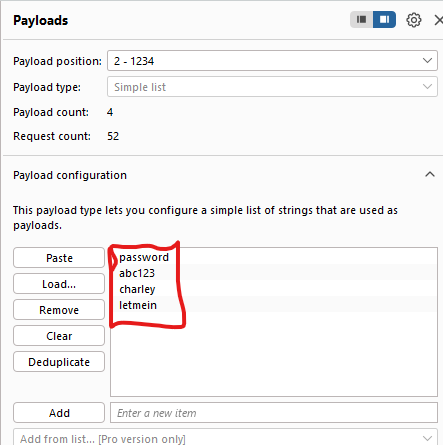 Payloads
Payload position: 2 - 1234
Payload type: Simple list
Payload count: 4
Request count: 52
Payload configuration
This payload type lets you configure a simple list of strings that are used as
payloads.
Paste
Load...
Remove
Clear
Deduplicate
password
abc123
charley
letmein
Add Enter a new item
Add from list... [Pro version only]